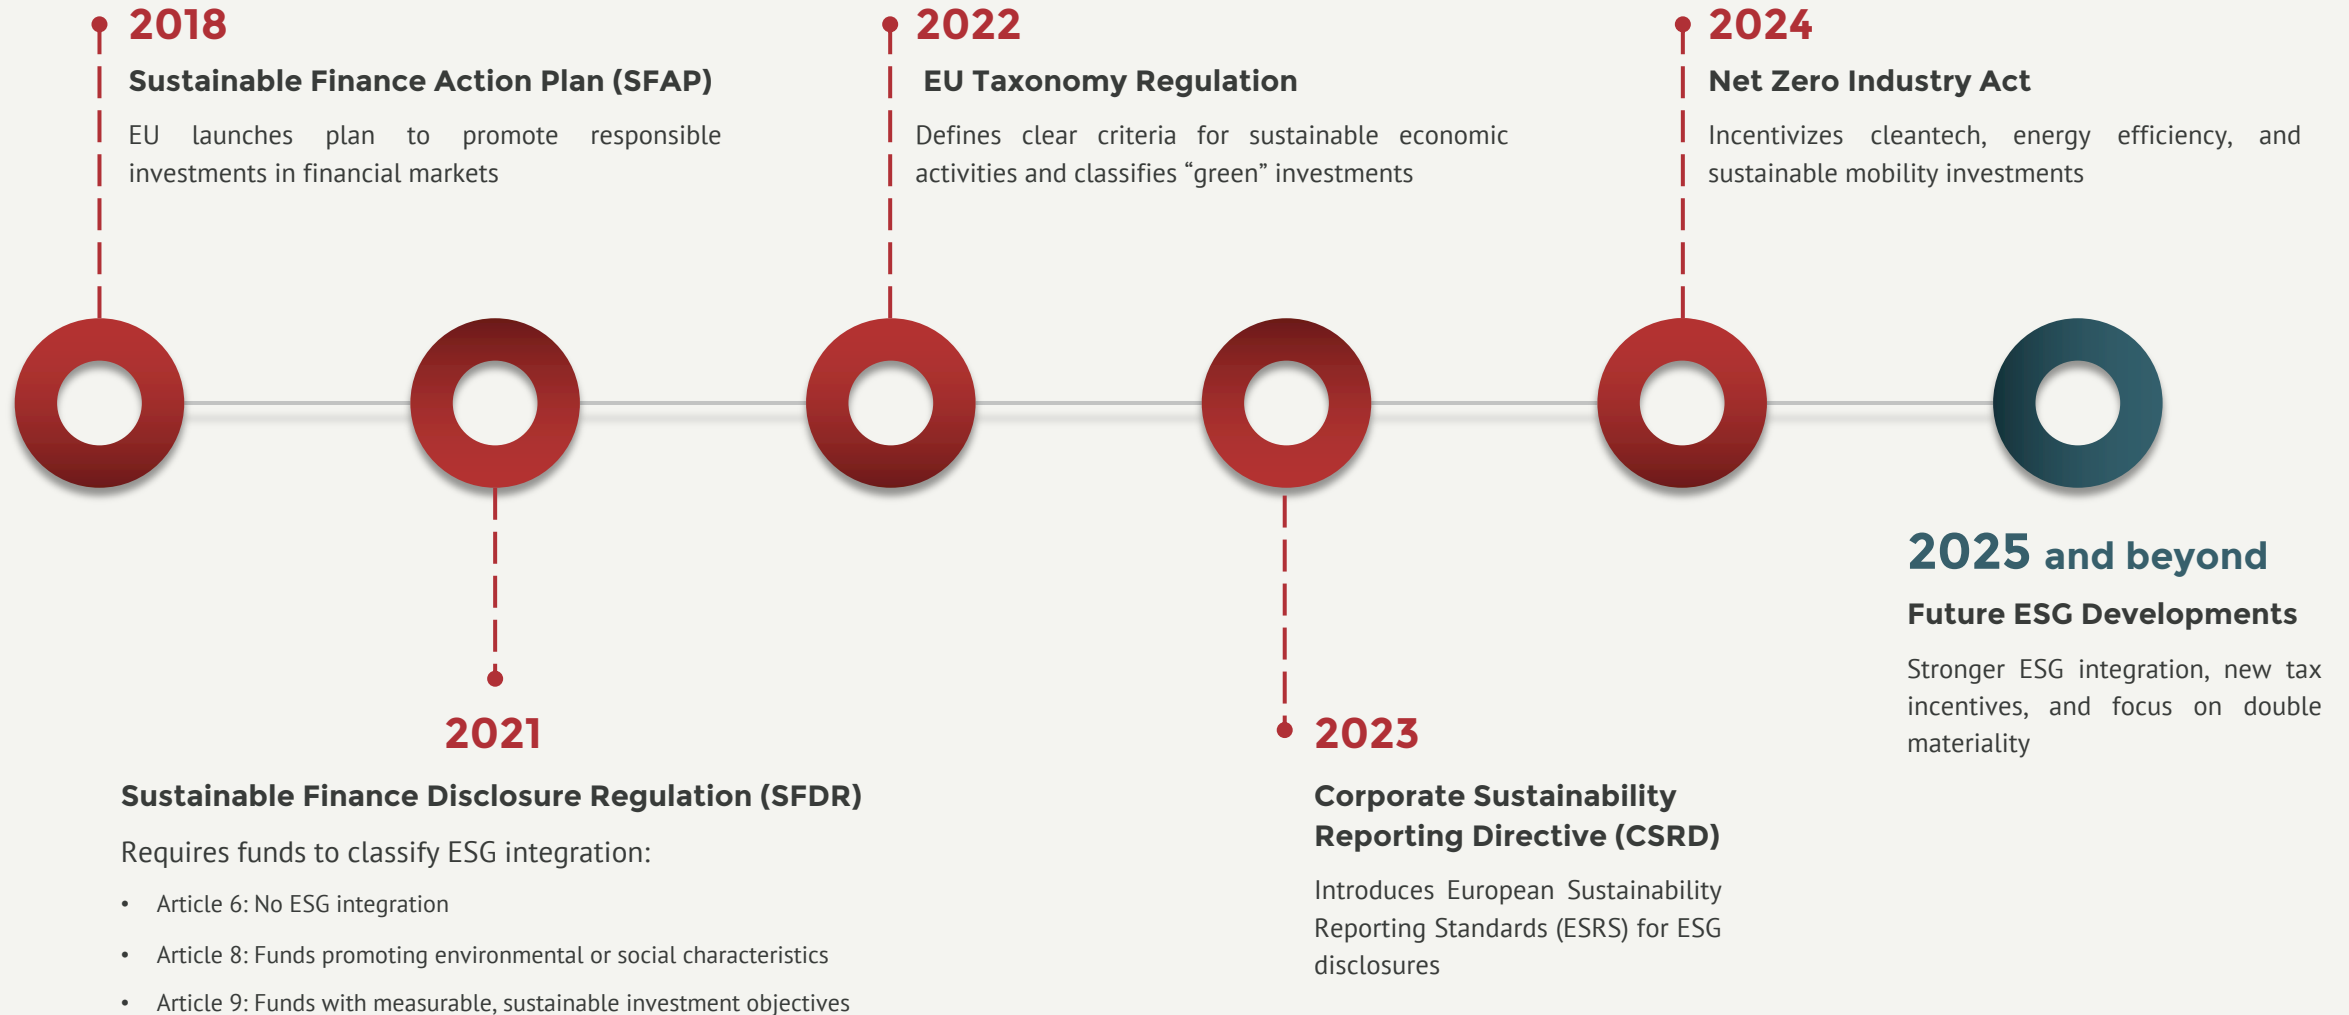 2018
Sustainable Finance Action Plan (SFAP)
EU launches plan to promote responsible
investments in financial markets
2022
EU Taxonomy Regulation
Defines clear criteria for sustainable economic
activities and classifies “green” investments
2024
Net Zero Industry Act
Incentivizes cleantech, energy efficiency, and
sustainable mobility investments
2021
Sustainable Finance Disclosure Regulation (SFDR)
Requires funds to classify ESG integration:
• Article 6: No ESG integration
• Article 8: Funds promoting environmental or social characteristics
• Article 9: Funds with measurable, sustainable investment objectives
2023
Corporate Sustainability
Reporting Directive (CSRD)
Introduces European Sustainability
Reporting Standards (ESRS) for ESG
disclosures
2025 and beyond
Future ESG Developments
Stronger ESG integration, new tax
incentives, and focus on double
materiality